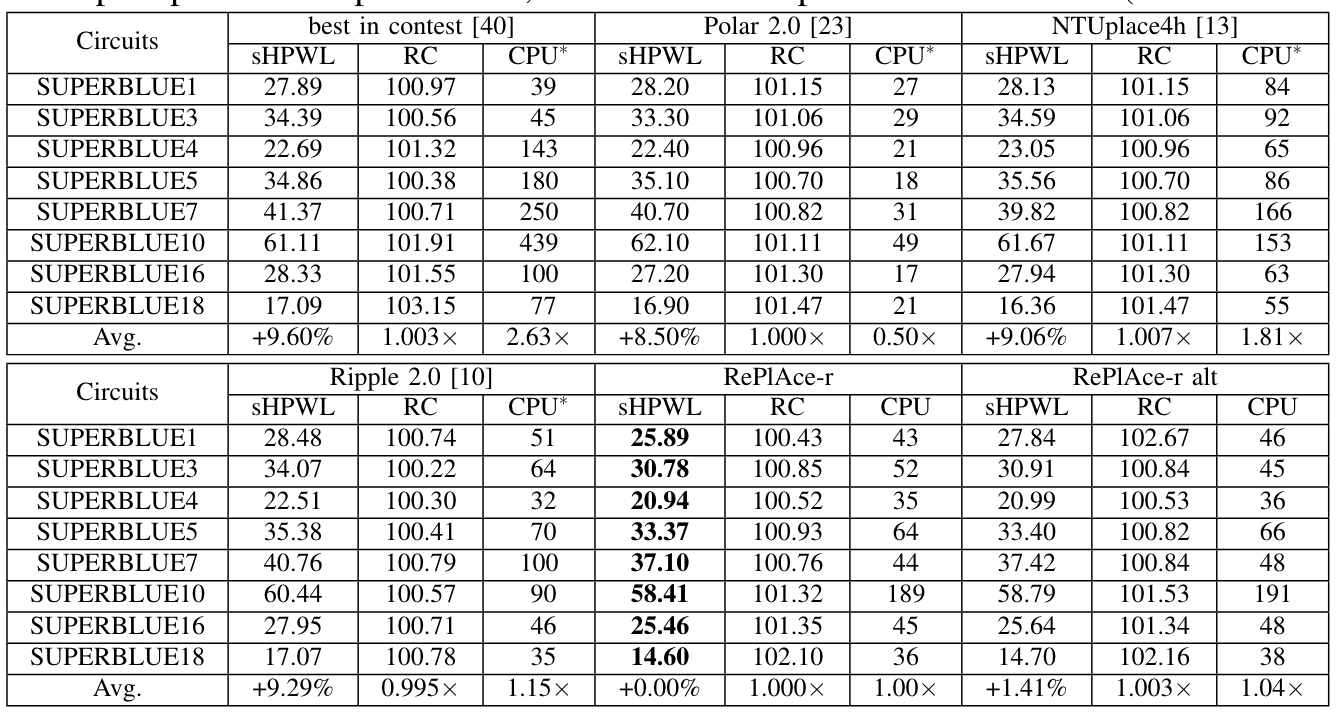 Circuits best in contest [40] Polar 2.0 [23] NTUplace4h [13]
sHPWL RC CPU* sHPWL RC CPU* sHPWL RC CPU*
SUPERBLUE1 27.89 100.97 39 28.20 101.15 27 28.13 101.15 84
SUPERBLUE3 34.39 100.56 45 33.30 101.06 29 34.59 101.06 92
SUPERBLUE4 22.69 101.32 143 22.40 100.96 21 23.05 100.96 65
SUPERBLUE5 34.86 100.38 180 35.10 100.70 18 35.56 100.70 86
SUPERBLUE7 41.37 100.71 250 40.70 100.82 31 39.82 100.82 166
SUPERBLUE10 61.11 101.91 439 62.10 101.11 49 61.67 101.11 153
SUPERBLUE16 28.33 101.55 100 27.20 101.30 17 27.94 101.30 63
SUPERBLUE18 17.09 103.15 77 16.90 101.47 21 16.36 101.47 55
Avg. +9.60% 1.003× 2.63× +8.50% 1.000× 0.50× +9.06% 1.007× 1.81×
Circuits Ripple 2.0 [10] RePlAce-r RePlAce-r alt
sHPWL RC CPU* sHPWL RC CPU sHPWL RC CPU
SUPERBLUE1 28.48 100.74 51 25.89 100.43 43 27.84 102.67 46
SUPERBLUE3 34.07 100.22 64 30.78 100.85 52 30.91 100.84 45
SUPERBLUE4 22.51 100.30 32 20.94 100.52 35 20.99 100.53 36
SUPERBLUE5 35.38 100.41 70 33.37 100.93 64 33.40 100.82 66
SUPERBLUE7 40.76 100.79 100 37.10 100.76 44 37.42 100.84 48
SUPERBLUE10 60.44 100.57 90 58.41 101.32 189 58.79 101.53 191
SUPERBLUE16 27.95 100.71 46 25.46 101.35 45 25.64 101.34 48
SUPERBLUE18 17.07 100.78 35 14.60 102.10 36 14.70 102.16 38
Avg. +9.29% 0.995× 1.15× +0.00% 1.000× 1.00× +1.41% 1.003× 1.04×